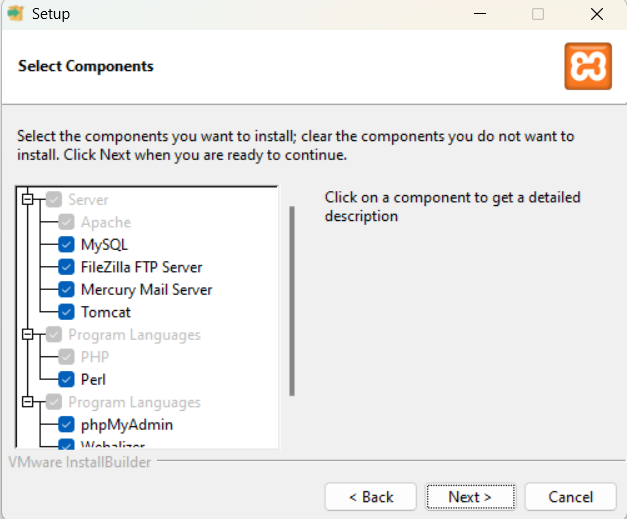 Setup
Select Components
Select the components you want to install; clear the components you do not want to
install. Click Next when you are ready to continue.
Server
Apache
MySQL
FileZilla FTP Server
Mercury Mail Server
Tomcat
Program Languages
PHP
Perl
Program Languages
phpMyAdmin
Webalizer
Click on a component to get a detailed
description
VMware InstallBuilder
< Back
Next >
Cancel